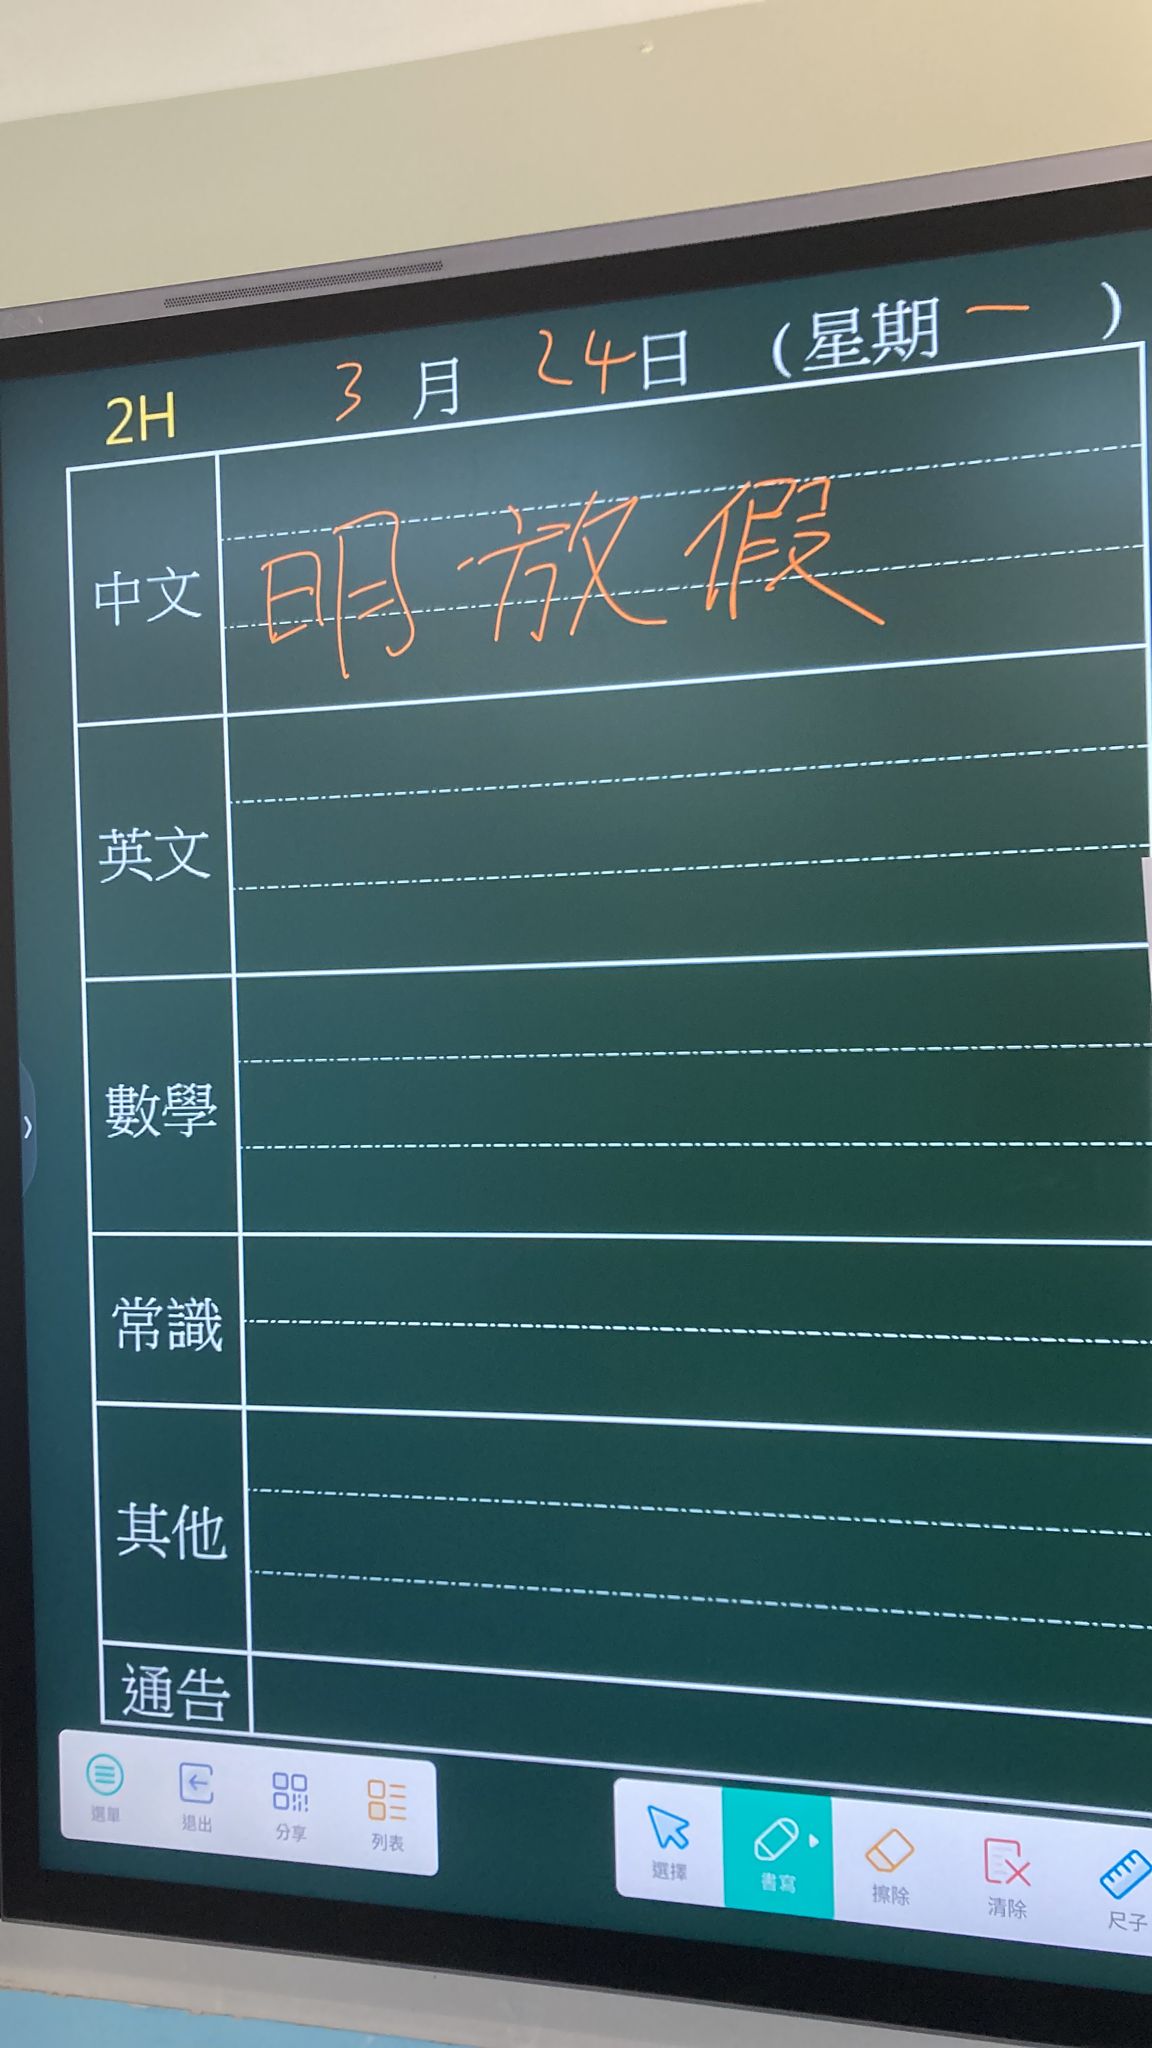 3月24日（星期一）
2H
中文 明放假
英文
數學
常識
其他
通告
選單 退出 分享 列表 選擇 書寫 擦除 清除 尺子